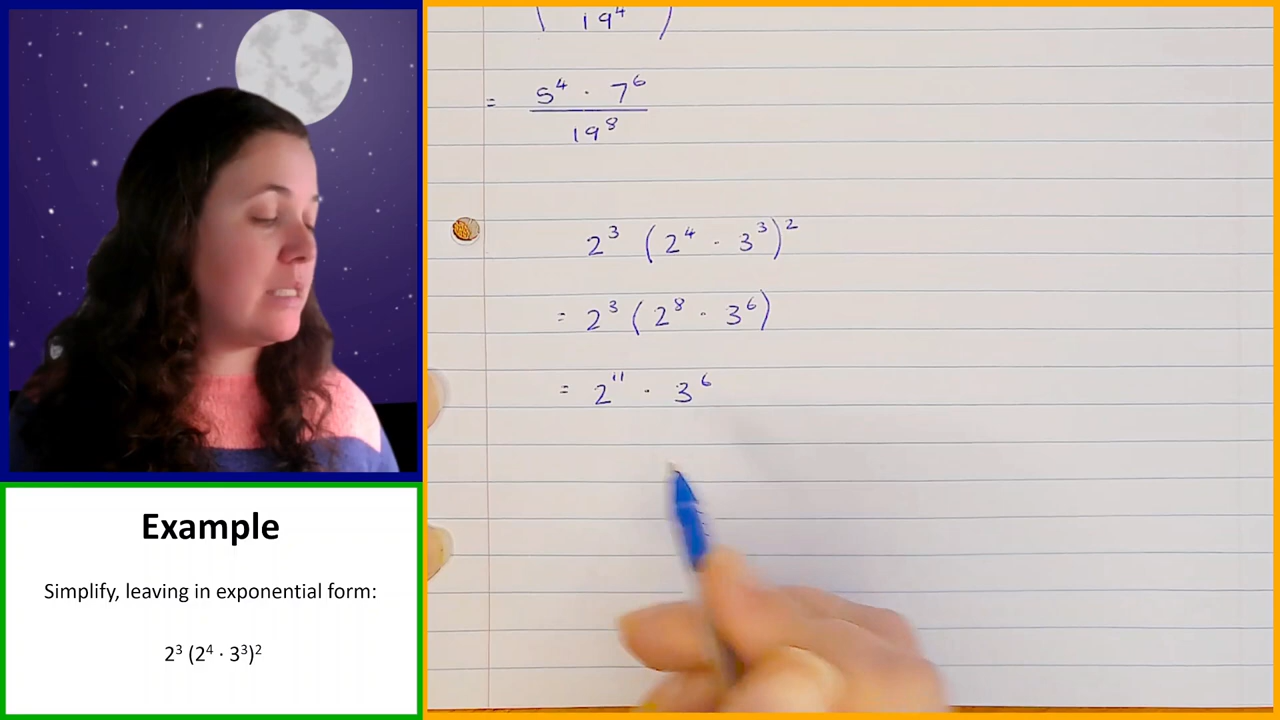 Example
Simplify, leaving in exponential form:
2³ (2⁴ · 3³)²
( 19⁴ )
= 5⁴ · 7⁶
19⁸
2³ (2⁴ · 3³)²
= 2³ (2⁸ · 3⁶)
= 2¹¹ · 3⁶